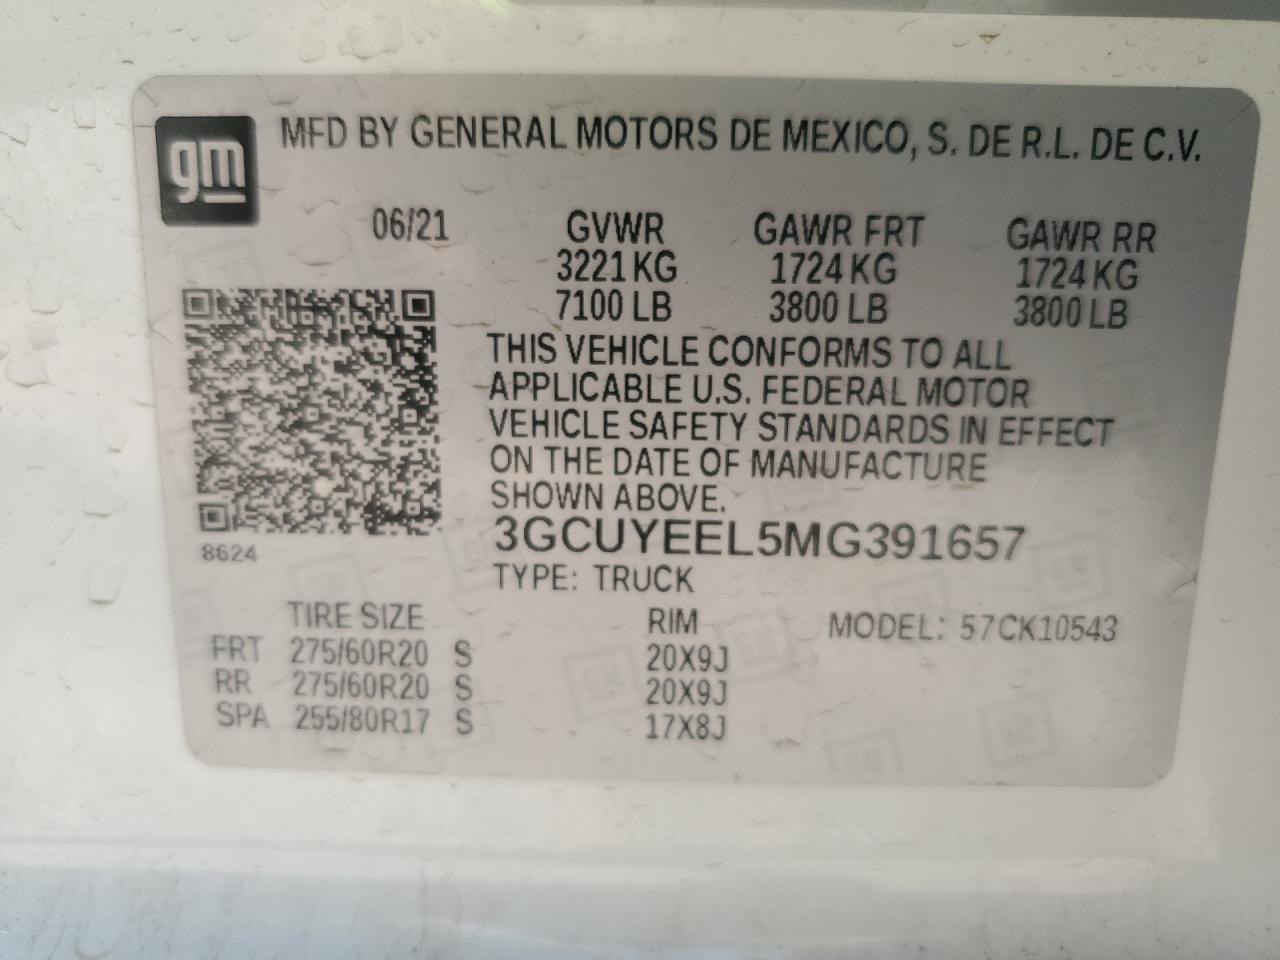 gm
MFD BY GENERAL MOTORS DE MEXICO, S. DE R.L. DE C.V.
06/21 GVWR GAWR FRT GAWR RR
3221 KG 1724 KG 1724 KG
7100 LB 3800 LB 3800 LB
THIS VEHICLE CONFORMS TO ALL
APPLICABLE U.S. FEDERAL MOTOR
VEHICLE SAFETY STANDARDS IN EFFECT
ON THE DATE OF MANUFACTURE
SHOWN ABOVE.
3GCUYEEL5MG391657
8624
TYPE: TRUCK
TIRE SIZE RIM MODEL: 57CK10543
FRT 275/60R20 S 20X9J
RR 275/60R20 S 20X9J
SPA 255/80R17 S 17X8J